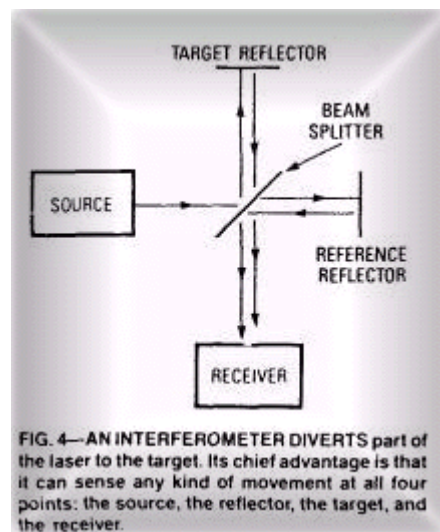 TARGET REFLECTOR
BEAM
SPLITTER
SOURCE
REFERENCE
REFLECTOR
RECEIVER
FIG. 4—AN INTERFEROMETER DIVERTS part of
the laser to the target. Its chief advantage is that
it can sense any kind of movement at all four
points: the source, the reflector, the target, and
the receiver.